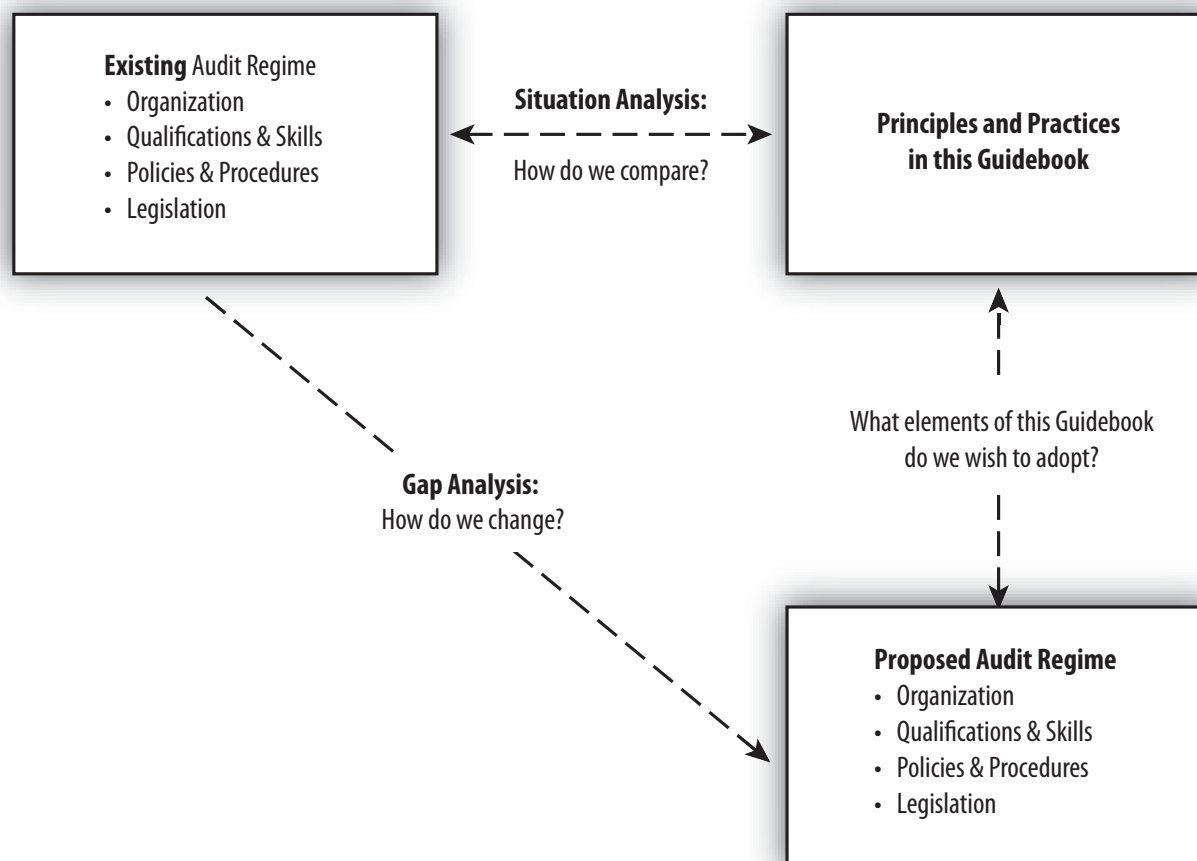 Existing Audit Regime
• Organization
• Qualifications & Skills
• Policies & Procedures
• Legislation
Situation Analysis:
How do we compare?
Principles and Practices
in this Guidebook
What elements of this Guidebook
do we wish to adopt?
Gap Analysis:
How do we change?
Proposed Audit Regime
• Organization
• Qualifications & Skills
• Policies & Procedures
• Legislation